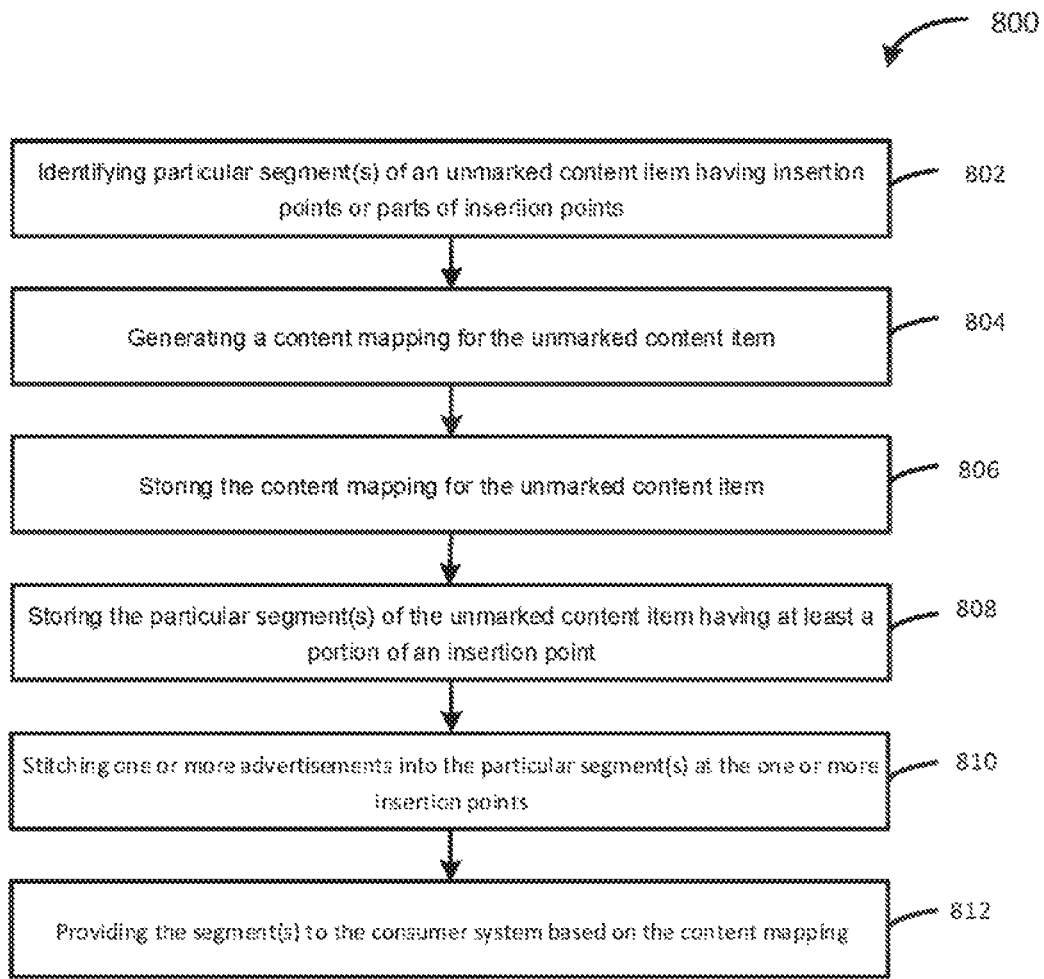 800
Identifying particular segment(s) of an unmarked content item having insertion
points or parts of insertion points
802
Generating a content mapping for the unmarked content item
804
Storing the content mapping for the unmarked content item
806
Storing the particular segment(s) of the unmarked content item having at least a
portion of an insertion point
808
Stitching one or more advertisements into the particular segment(s) at the one or more
insertion points
810
Providing the segment(s) to the consumer system based on the content mapping
812